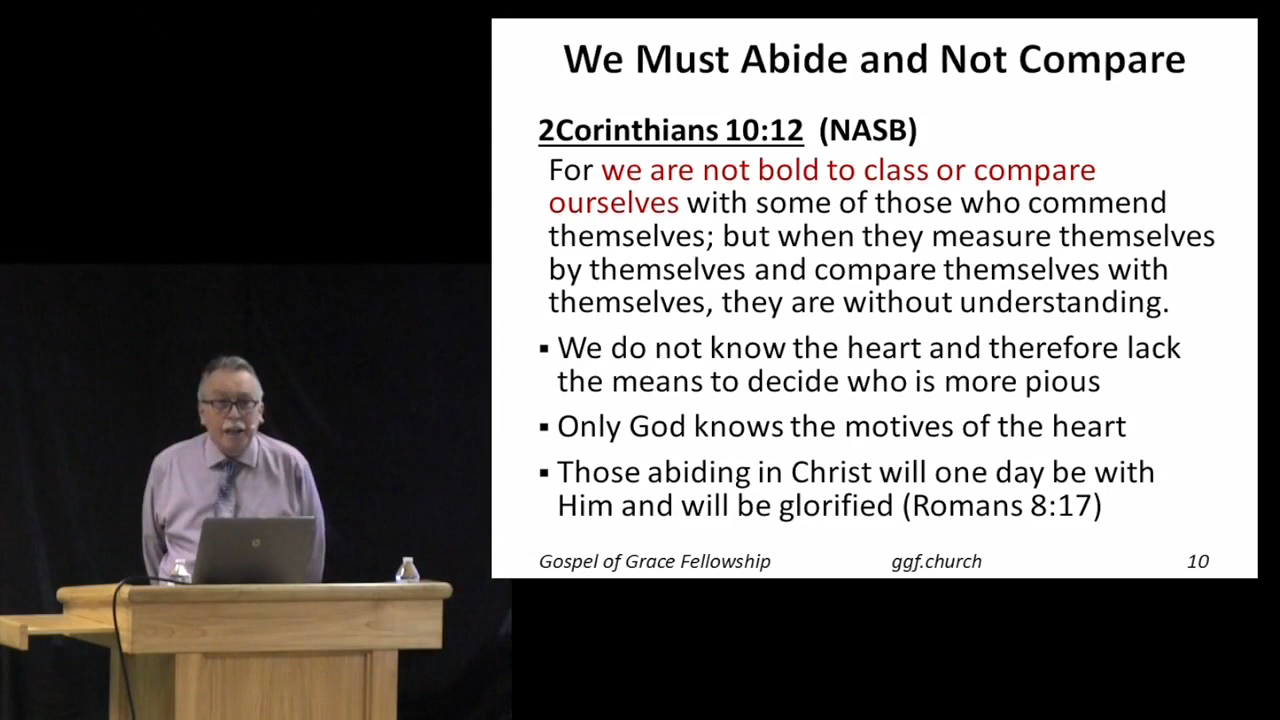 We Must Abide and Not Compare
2Corinthians 10:12 (NASB)
For we are not bold to class or compare
ourselves with some of those who commend
themselves; but when they measure themselves
by themselves and compare themselves with
themselves, they are without understanding.
▪ We do not know the heart and therefore lack
the means to decide who is more pious
▪ Only God knows the motives of the heart
▪ Those abiding in Christ will one day be with
Him and will be glorified (Romans 8:17)
Gospel of Grace Fellowship ggf.church 10